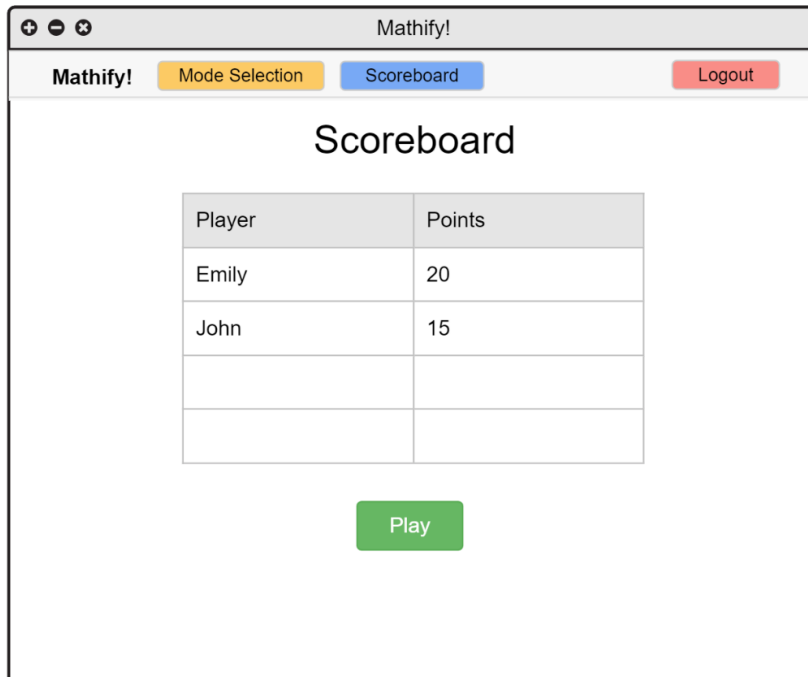 Mathify!
Mathify! Mode Selection Scoreboard Logout
Scoreboard
Player Points
Emily 20
John 15
Play